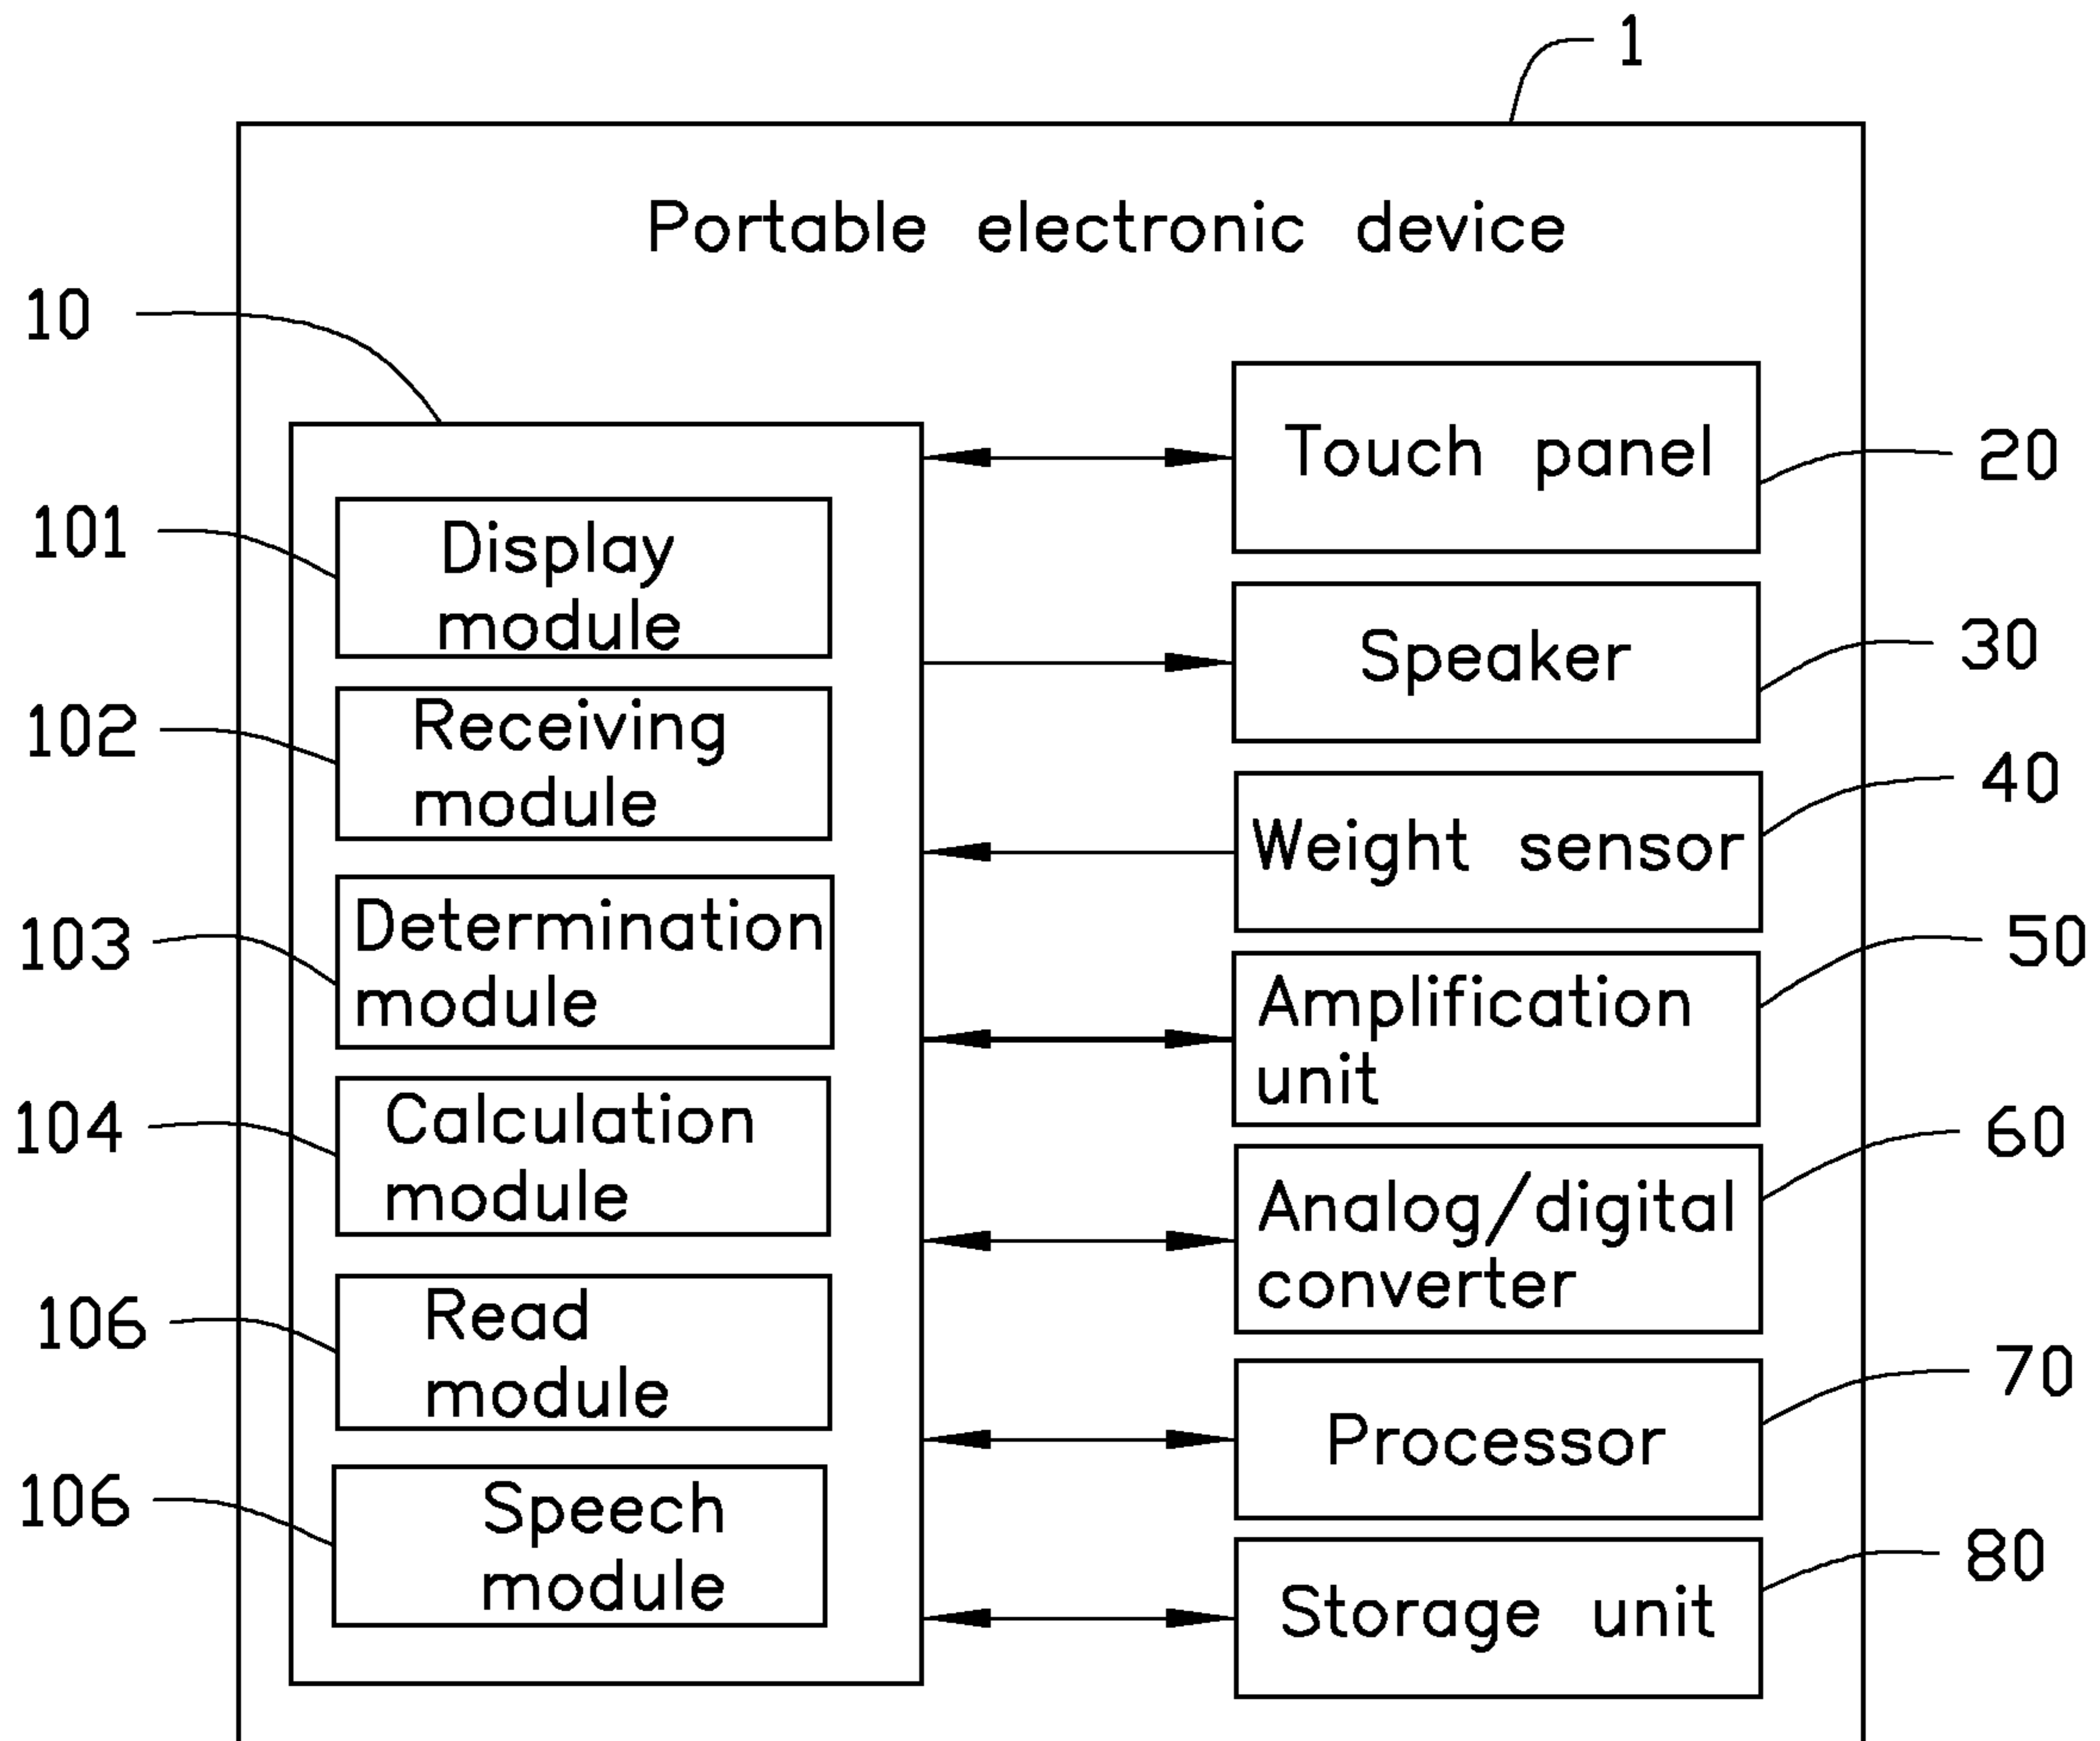 1
Portable electronic device
10
101
Display
module
102
Receiving
module
103
Determination
module
104
Calculation
module
106
Read
module
106
Speech
module
Touch panel
20
Speaker
30
Weight sensor
40
Amplification
unit
50
Analog/digital
converter
60
Processor
70
Storage unit
80